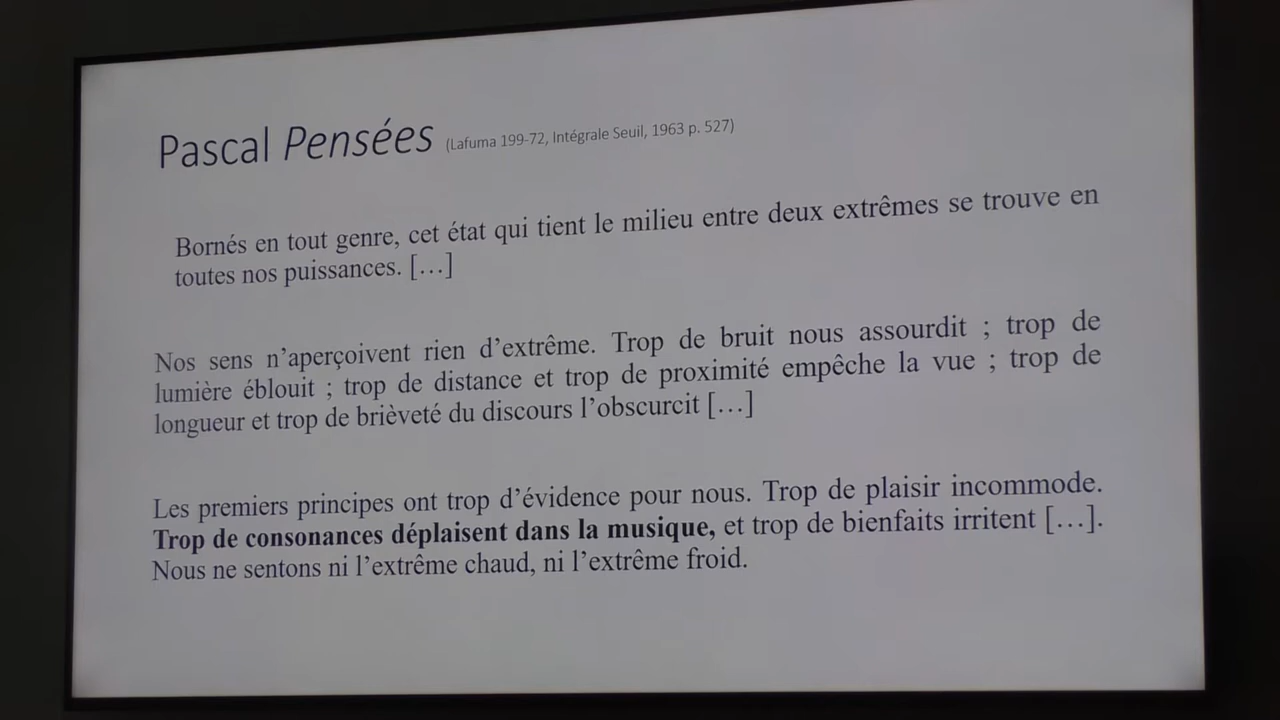 Pascal Pensées (Lafuma 199-72, Intégrale Seuil, 1963 p. 527)
Bornés en tout genre, cet état qui tient le milieu entre deux extrêmes se trouve en
toutes nos puissances. […]
Nos sens n’aperçoivent rien d’extrême. Trop de bruit nous assourdit ; trop de
lumière éblouit ; trop de distance et trop de proximité empêche la vue ; trop de
longueur et trop de brièveté du discours l’obscurcit […]
Les premiers principes ont trop d’évidence pour nous. Trop de plaisir incommode.
Trop de consonances déplaisent dans la musique, et trop de bienfaits irritent […].
Nous ne sentons ni l’extrême chaud, ni l’extrême froid.